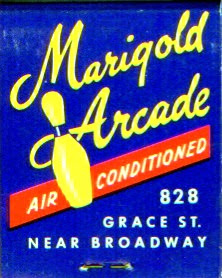 Marigold
Arcade
AIR CONDITIONED
828
GRACE ST.
NEAR BROADWAY